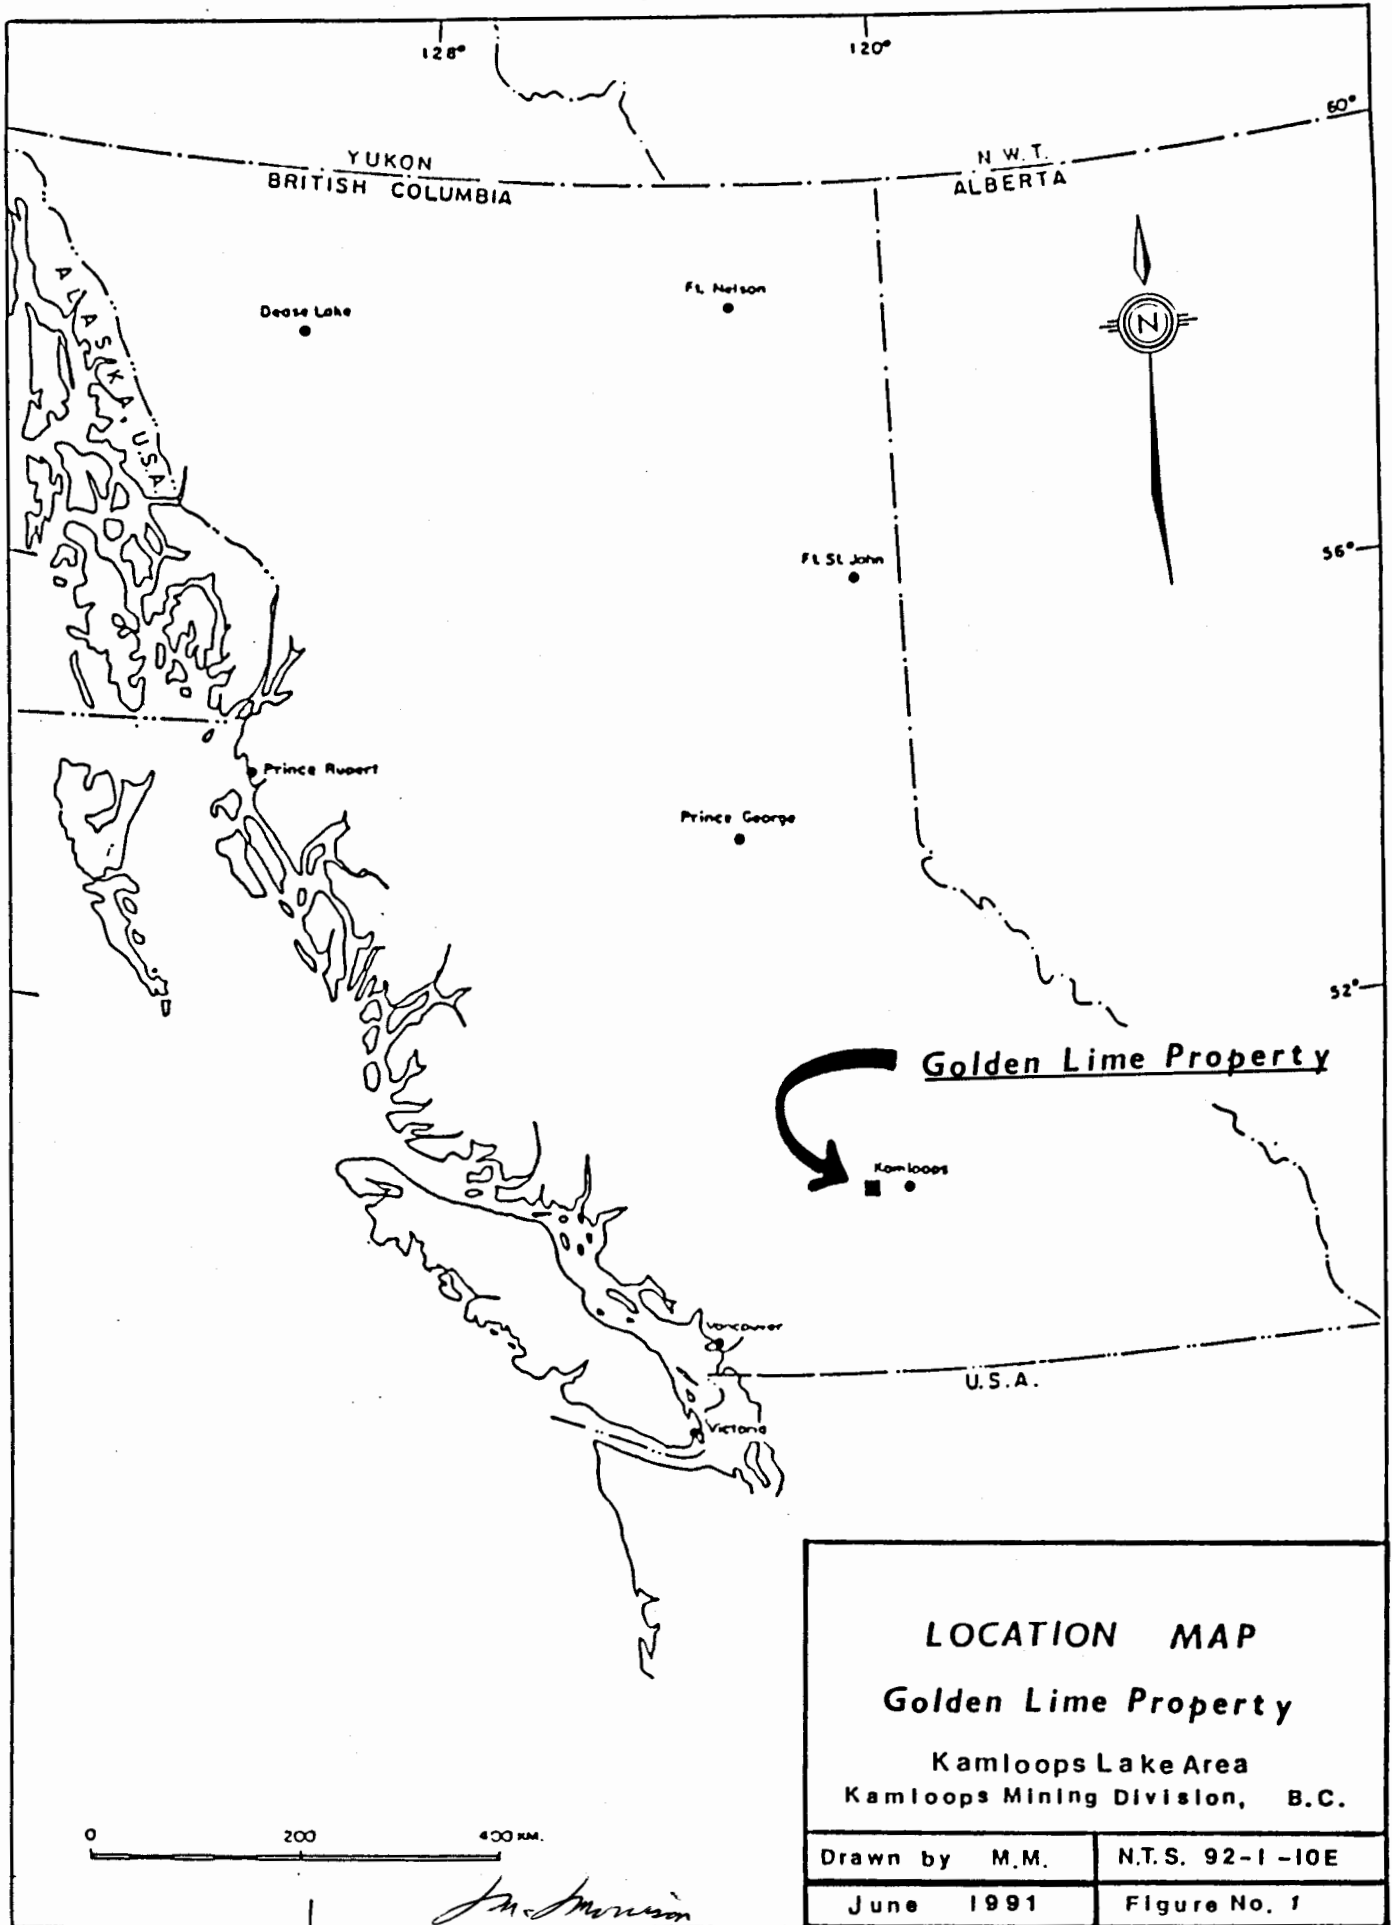 128°
120°
60°
YUKON
BRITISH COLUMBIA
N W.T.
ALBERTA
ALASKA, U.S.A.
Dease Lake
Ft. Nelson
N
Ft. St. John
56°
Prince Rupert
Prince George
52°
Golden Lime Property
Kamloops
Vancouver
U.S.A.
Victoria
LOCATION MAP
Golden Lime Property
Kamloops Lake Area
Kamloops Mining Division, B.C.
0 200 400 KM.
Drawn by M.M.
N.T.S. 92-I-10E
June 1991
Figure No. 1